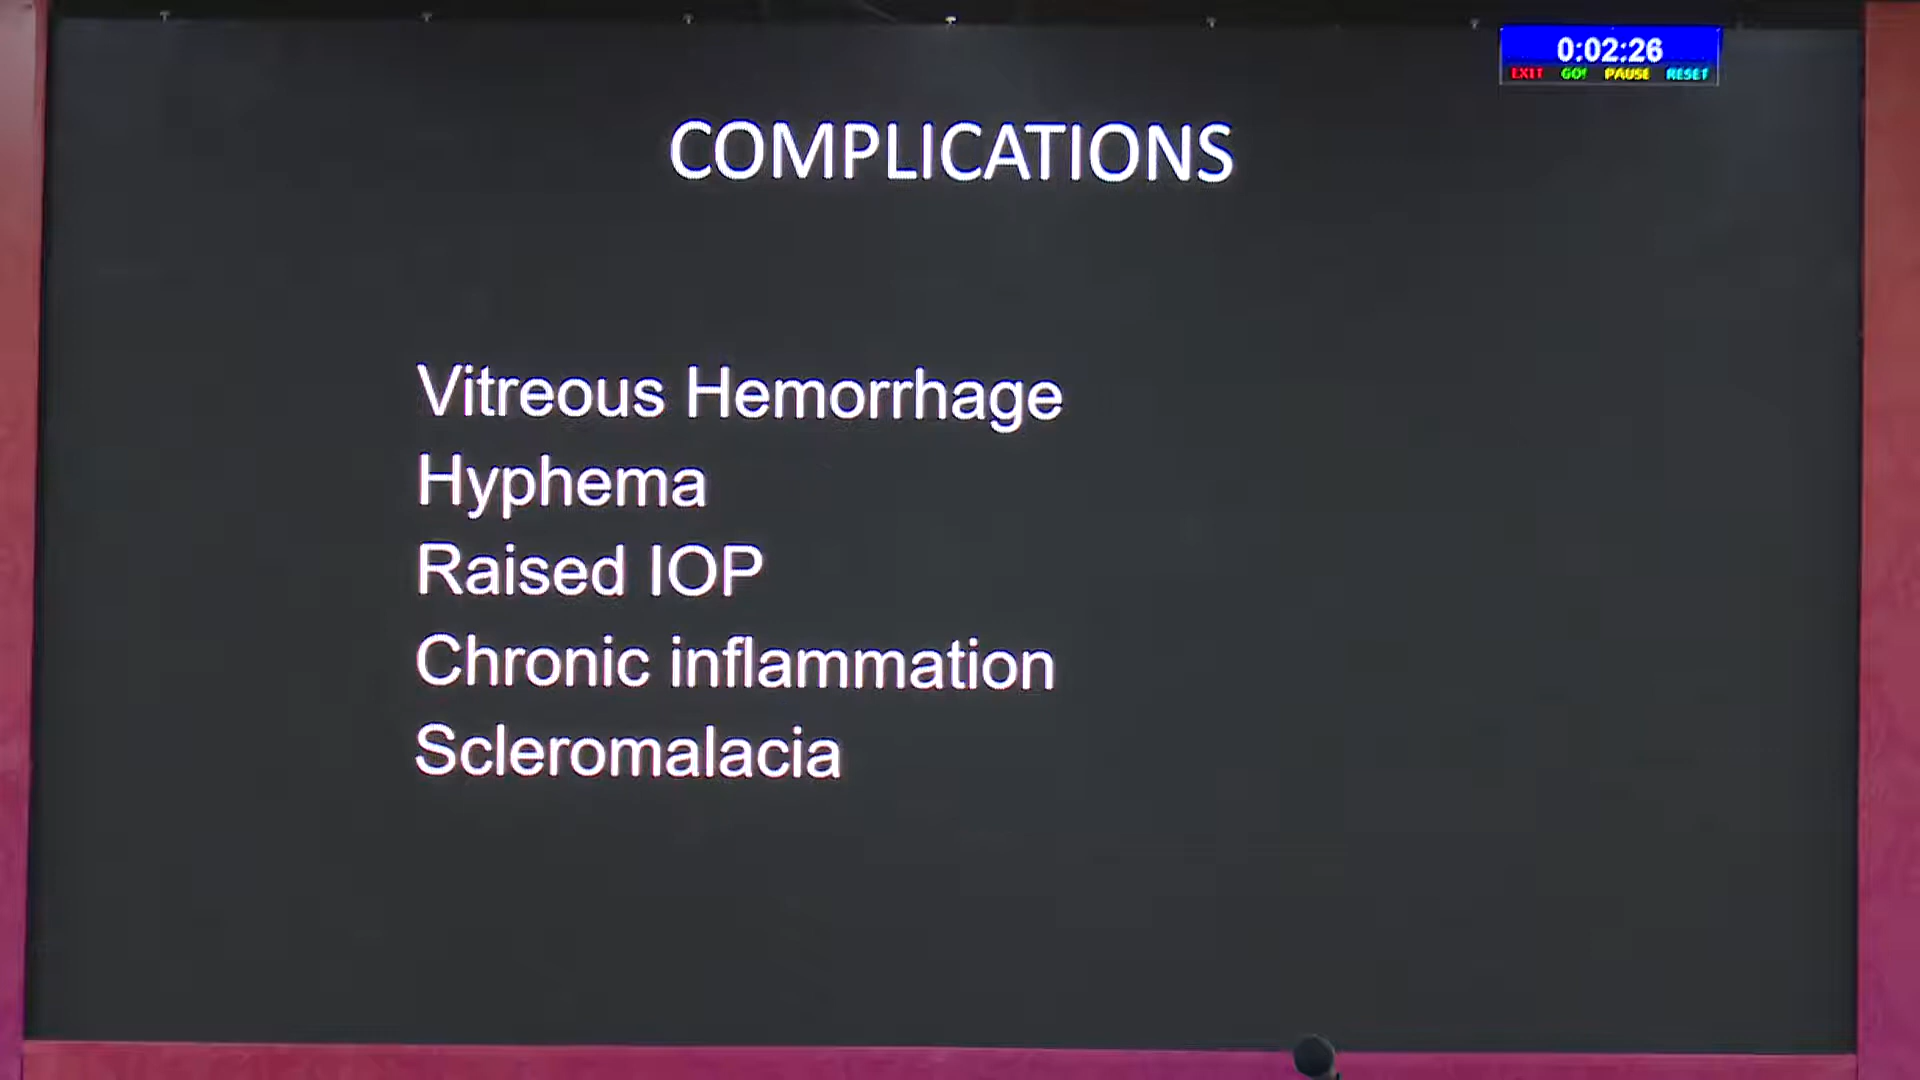 0:02:26
EXIT GO! PAUSE RESET
COMPLICATIONS
Vitreous Hemorrhage
Hyphema
Raised IOP
Chronic inflammation
Scleromalacia